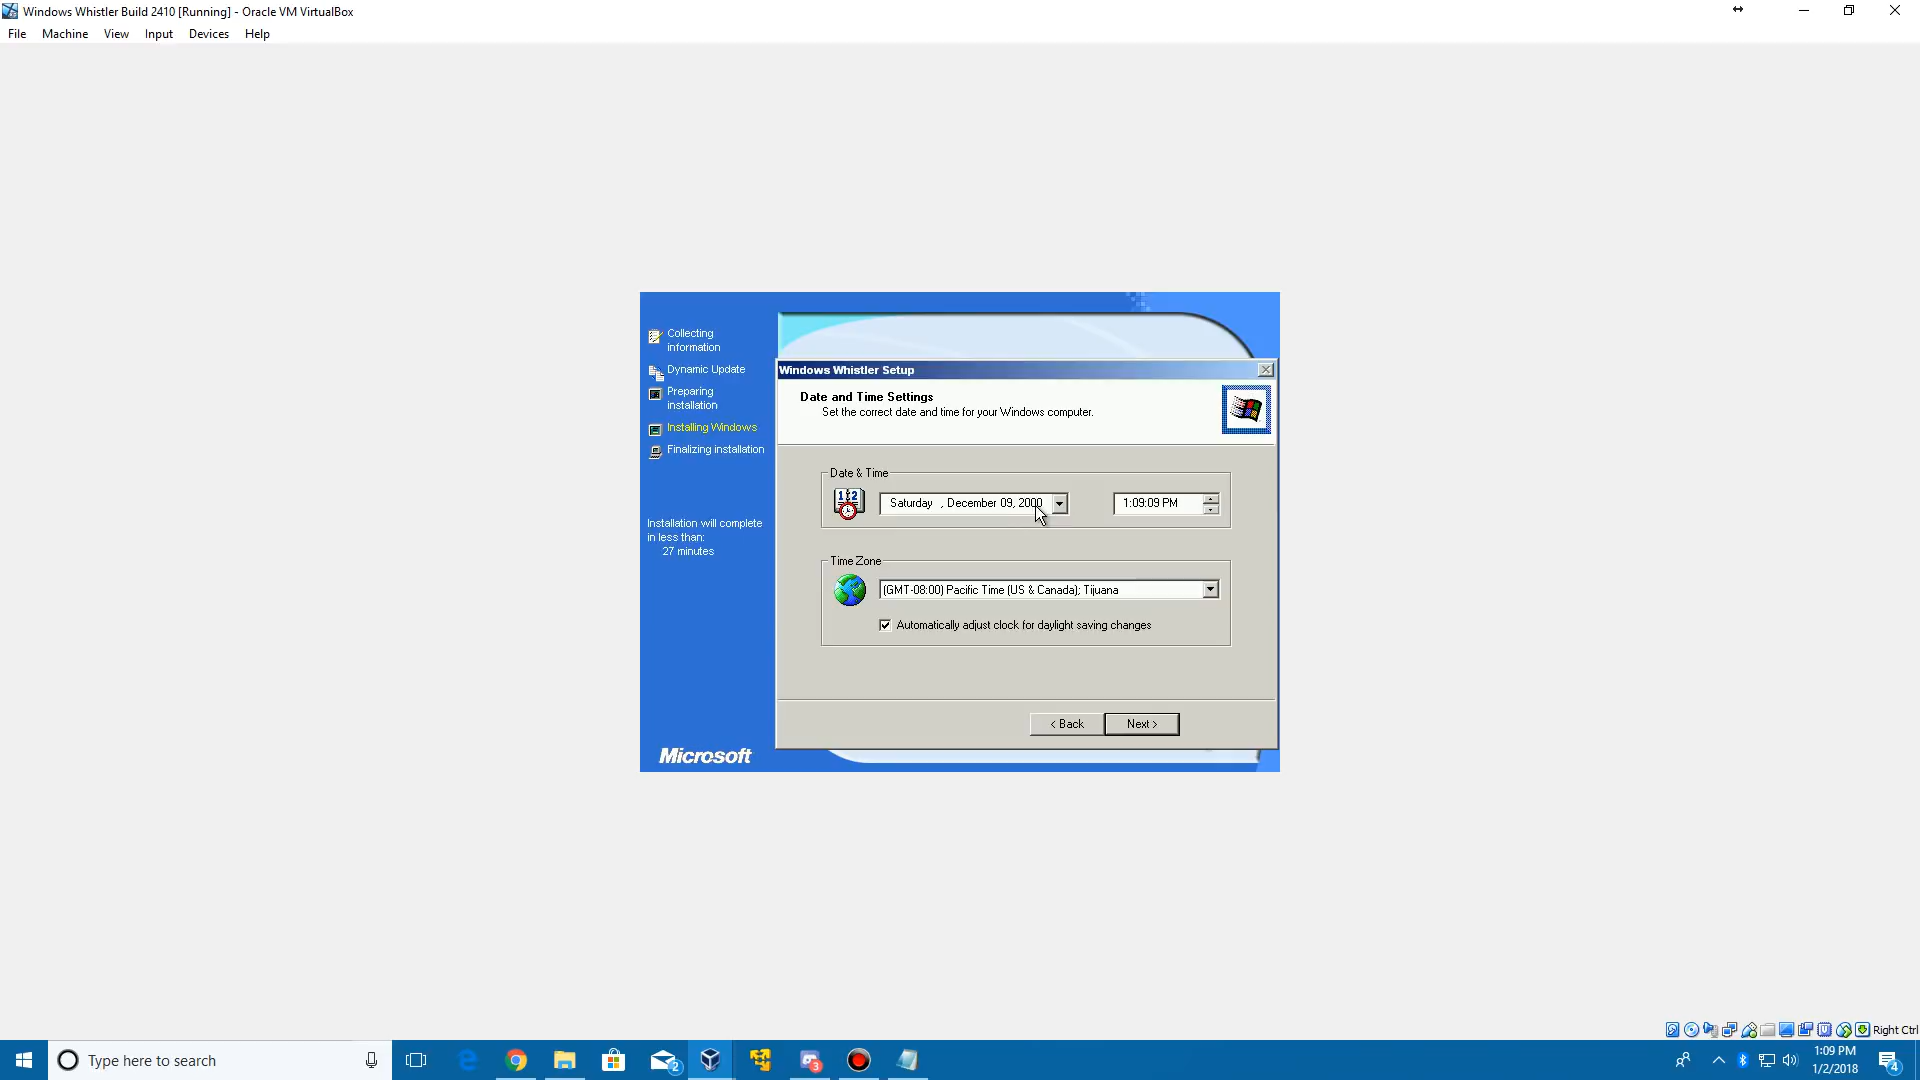 Windows Whistler Build 2410 [Running] - Oracle VM VirtualBox
File Machine View Input Devices Help
Collecting
information
Dynamic Update
Preparing
installation
Installing Windows
Finalizing installation
Installation will complete
in less than:
27 minutes
Microsoft
Windows Whistler Setup
Date and Time Settings
Set the correct date and time for your Windows computer.
Date & Time
Saturday , December 09, 2000
1:09:09 PM
Time Zone
(GMT-08:00) Pacific Time (US & Canada); Tijuana
Automatically adjust clock for daylight saving changes
< Back
Next >
Right Ctrl
Type here to search
2
3
1:09 PM
1/2/2018
4